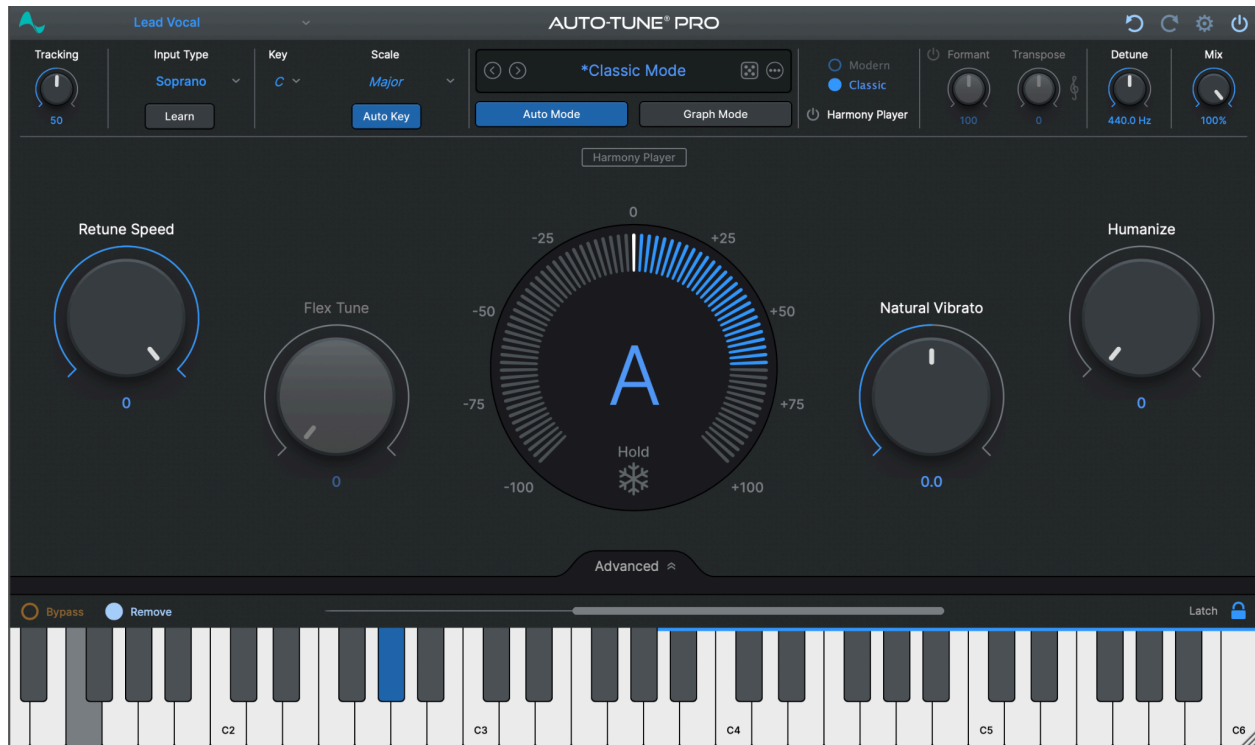 Lead Vocal
AUTO-TUNE® PRO
Tracking
50
Input Type
Soprano
Learn
Key
C
Scale
Major
Auto Key
*Classic Mode
Auto Mode
Graph Mode
Modern
Classic
Harmony Player
Formant
100
Transpose
0
Detune
440.0 Hz
Mix
100%
Harmony Player
Retune Speed
0
Flex Tune
0
0
-25
+25
-50
+50
-75
+75
-100
+100
A
Hold
Natural Vibrato
0.0
Humanize
0
Advanced
Bypass
Remove
Latch
C2
C3
C4
C5
C6